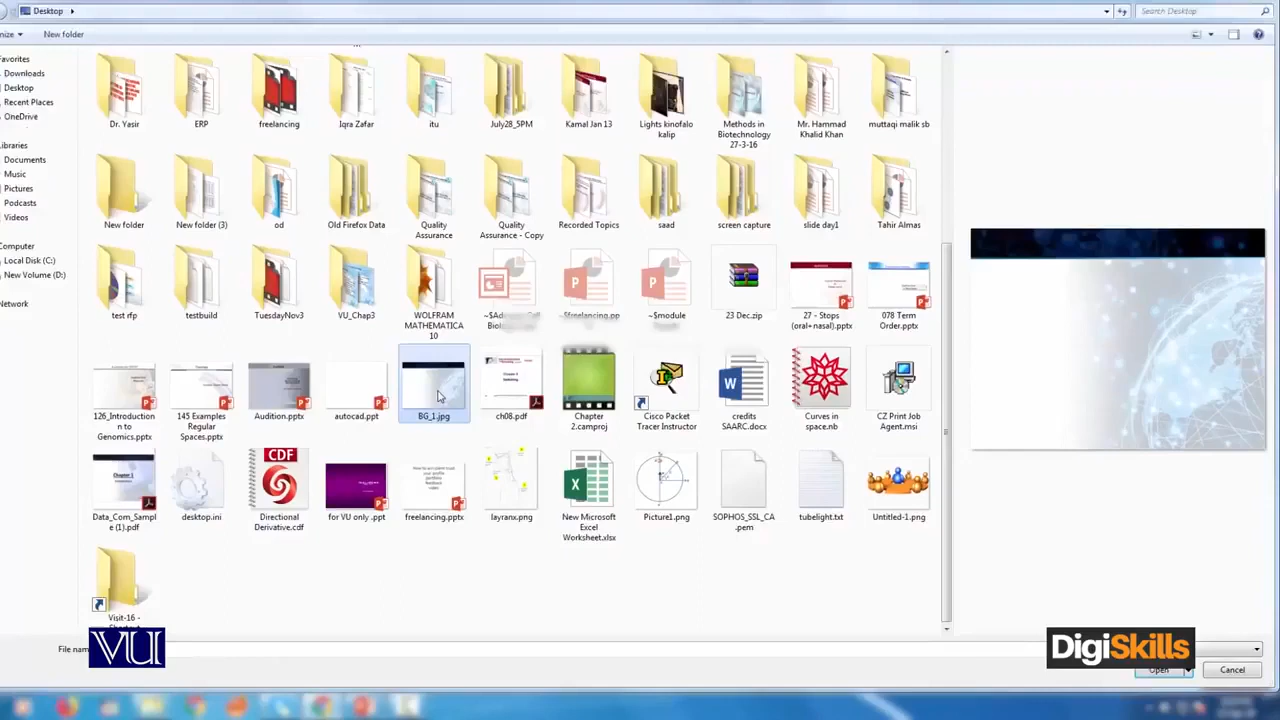 Desktop
Search Desktop
nize
New folder
Favorites
Downloads
Desktop
Recent Places
OneDrive
Libraries
Documents
Music
Pictures
Podcasts
Videos
Computer
Local Disk (C:)
New Volume (D:)
Network
Dr. Yasir
ERP
freelancing
Iqra Zafar
itu
July28_5PM
Kamal Jan 13
Lights kinofalo
kalip
Methods in
Biotechnology
27-3-16
Mr. Hammad
Khalid Khan
muttaqi malik sb
New folder
New folder (3)
od
Old Firefox Data
Quality
Assurance
Quality
Assurance - Copy
Recorded Topics
saad
screen capture
slide day1
Tahir Almas
test rfp
testbuild
TuesdayNov3
VU_Chap3
WOLFRAM
MATHEMATICA
10
~$freelancing.pp
~$module
23 Dec.zip
27 - Stops
(oral+nasal).pptx
078 Term
Order.pptx
126_Introduction
n to
Genomics.pptx
145 Examples
Regular
Spaces.pptx
Audition.pptx
autocad.ppt
BG_1.jpg
ch08.pdf
Chapter
2.camproj
Cisco Packet
Tracer Instructor
credits
SAARC.docx
Curves in
space.nb
CZ Print Job
Agent.msi
Chapter 1
CDF
Data_Com_Sampl
e (1).pdf
desktop.ini
Directional
Derivative.cdf
for VU only .ppt
freelancing.pptx
layranx.png
New Microsoft
Excel
Worksheet.xlsx
Picture1.png
SOPHOS_SSL_CA
.pem
tubelight.txt
Untitled-1.png
Visit-16 -
File nam
VU
DigiSkills
Open
Cancel